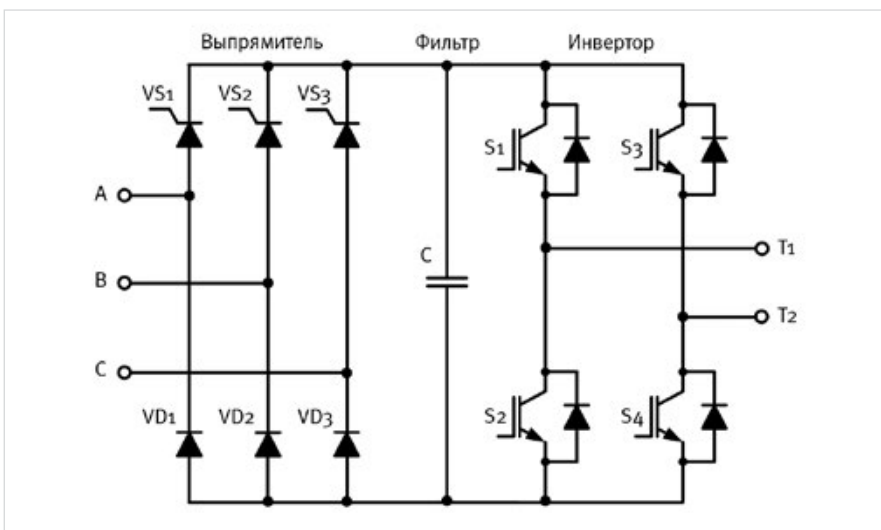 Выпрямитель Фильтр Инвертор
VS1 VS2 VS3
S1 S3
A
T1
B
C
T2
C
VD1 VD2 VD3
S2 S4